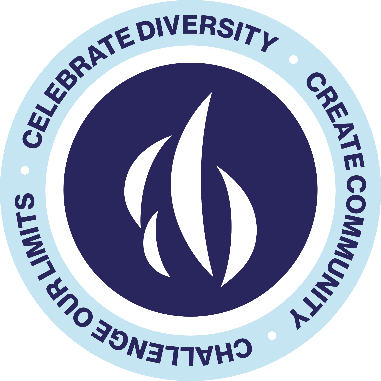 CELEBRATE DIVERSITY
CREATE COMMUNITY
CHALLENGE OUR LIMITS